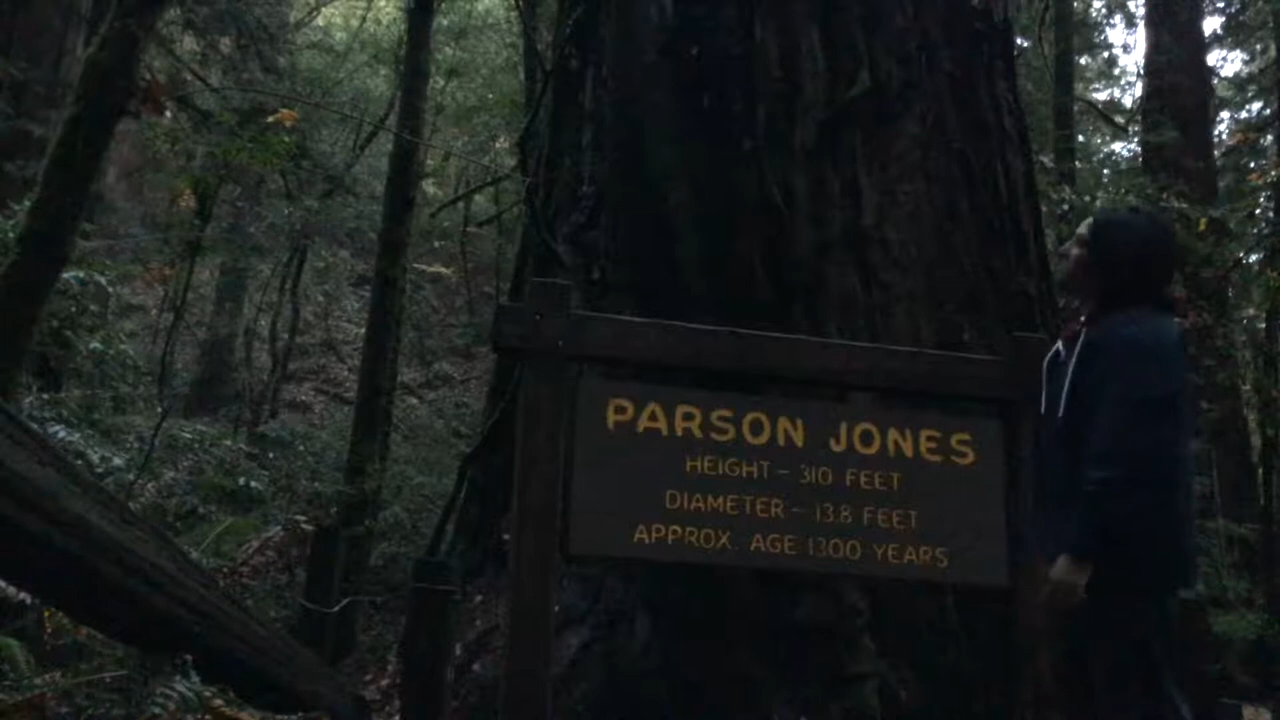 PARSON JONES
HEIGHT - 310 FEET
DIAMETER - 13.8 FEET
APPROX. AGE 1300 YEARS